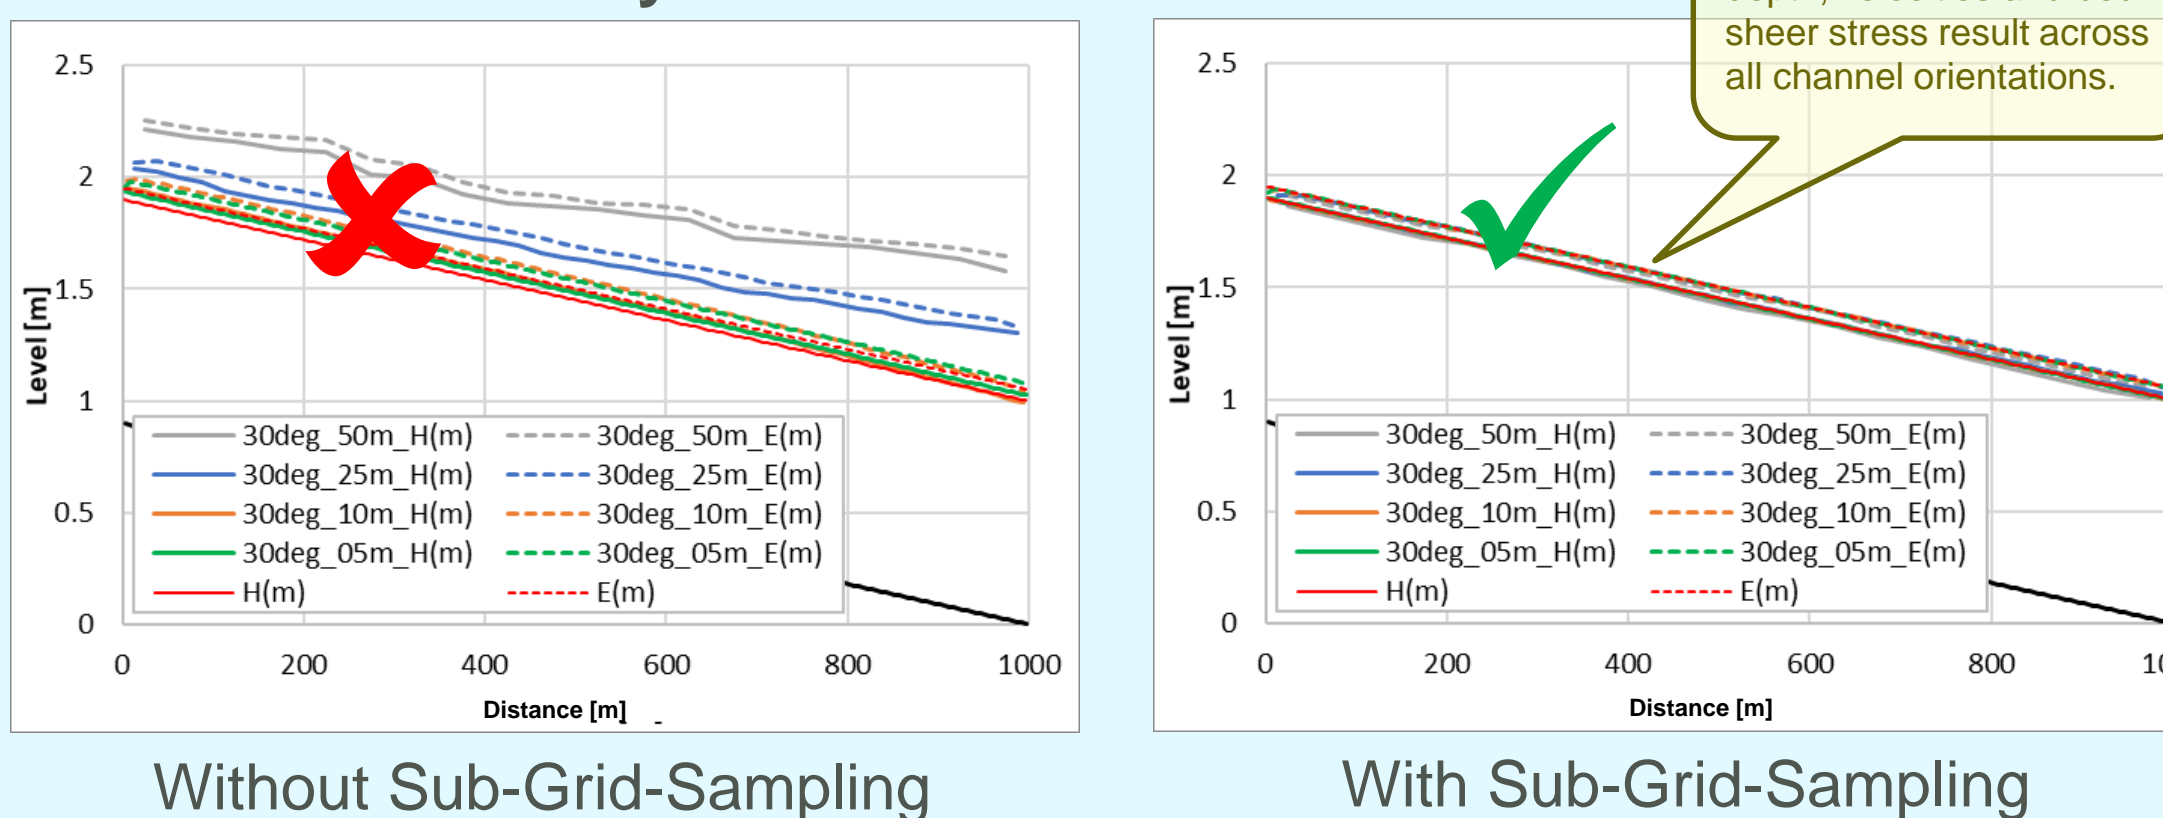 sheer stress result across
all channel orientations.
2.5
2
1.5
1
0.5
0
Level [m]
30deg_50m_H(m) 30deg_50m_E(m)
30deg_25m_H(m) 30deg_25m_E(m)
30deg_10m_H(m) 30deg_10m_E(m)
30deg_05m_H(m) 30deg_05m_E(m)
H(m) E(m)
0 200 400 600 800 1000
Distance [m]
Without Sub-Grid-Sampling
2.5
2
1.5
1
0.5
0
Level [m]
30deg_50m_H(m) 30deg_50m_E(m)
30deg_25m_H(m) 30deg_25m_E(m)
30deg_10m_H(m) 30deg_10m_E(m)
30deg_05m_H(m) 30deg_05m_E(m)
H(m) E(m)
0 200 400 600 800
Distance [m]
With Sub-Grid-Sampling